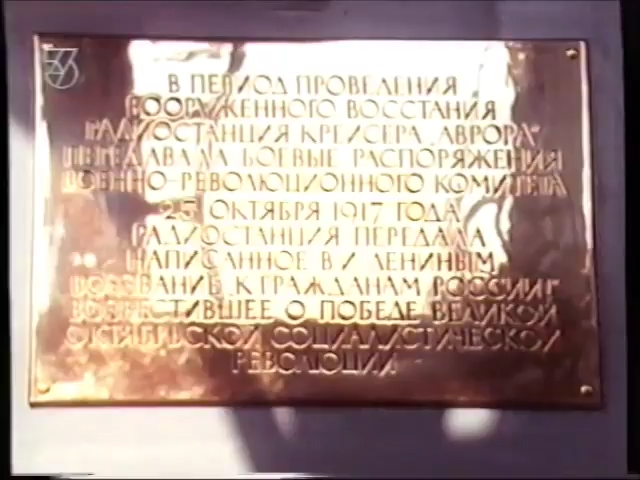 В ПЕРИОД ПРОВЕДЕНИЯ
ВООРУЖЕННОГО ВОССТАНИЯ
РАДИОСТАНЦИЯ КРЕЙСЕРА „АВРОРА“
ПЕРЕДАВАЛА БОЕВЫЕ РАСПОРЯЖЕНИЯ
ВОЕННО-РЕВОЛЮЦИОННОГО КОМИТЕТА
25 ОКТЯБРЯ 1917 ГОДА
РАДИОСТАНЦИЯ ПЕРЕДАЛА
НАПИСАННОЕ В И ЛЕНИНЫМ
ВОЗЗВАНИЕ „К ГРАЖДАНАМ РОССИИ“
ВОЗВЕСТИВШЕЕ О ПОБЕДЕ ВЕЛИКОЙ
ОКТЯБРЬСКОЙ СОЦИАЛИСТИЧЕСКОЙ
РЕВОЛЮЦИИ